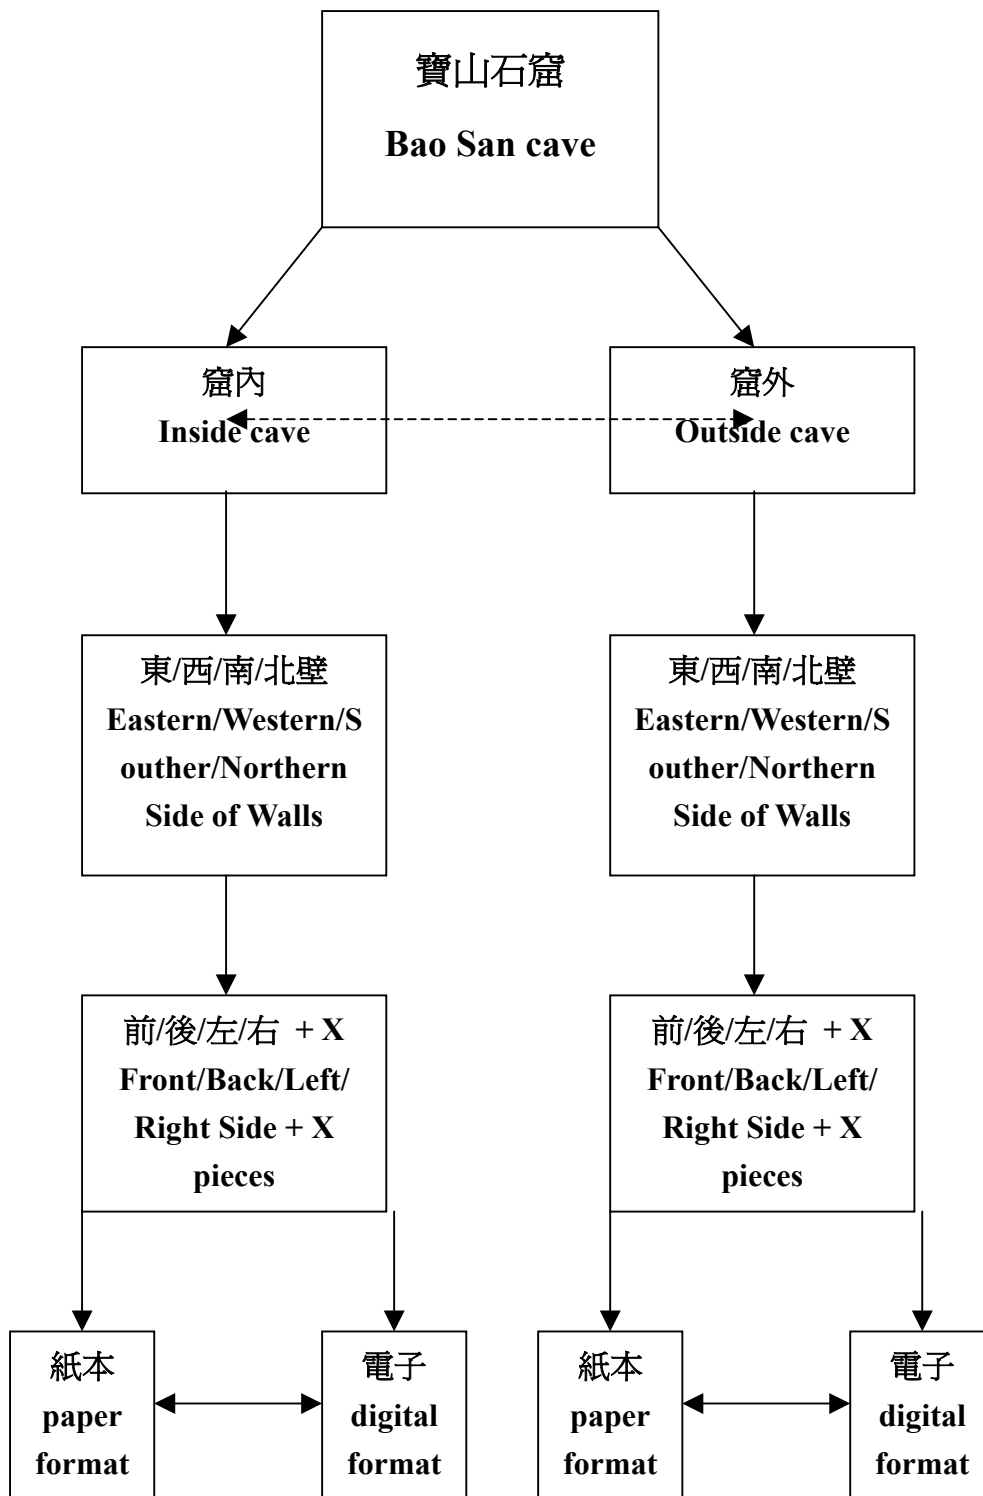 寶山石窟
Bao San cave
窟內
Inside cave
窟外
Outside cave
東/西/南/北壁
Eastern/Western/S
outher/Northern
Side of Walls
東/西/南/北壁
Eastern/Western/S
outher/Northern
Side of Walls
前/後/左/右 + X
Front/Back/Left/
Right Side + X
pieces
前/後/左/右 + X
Front/Back/Left/
Right Side + X
pieces
紙本
paper
format
電子
digital
format
紙本
paper
format
電子
digital
format